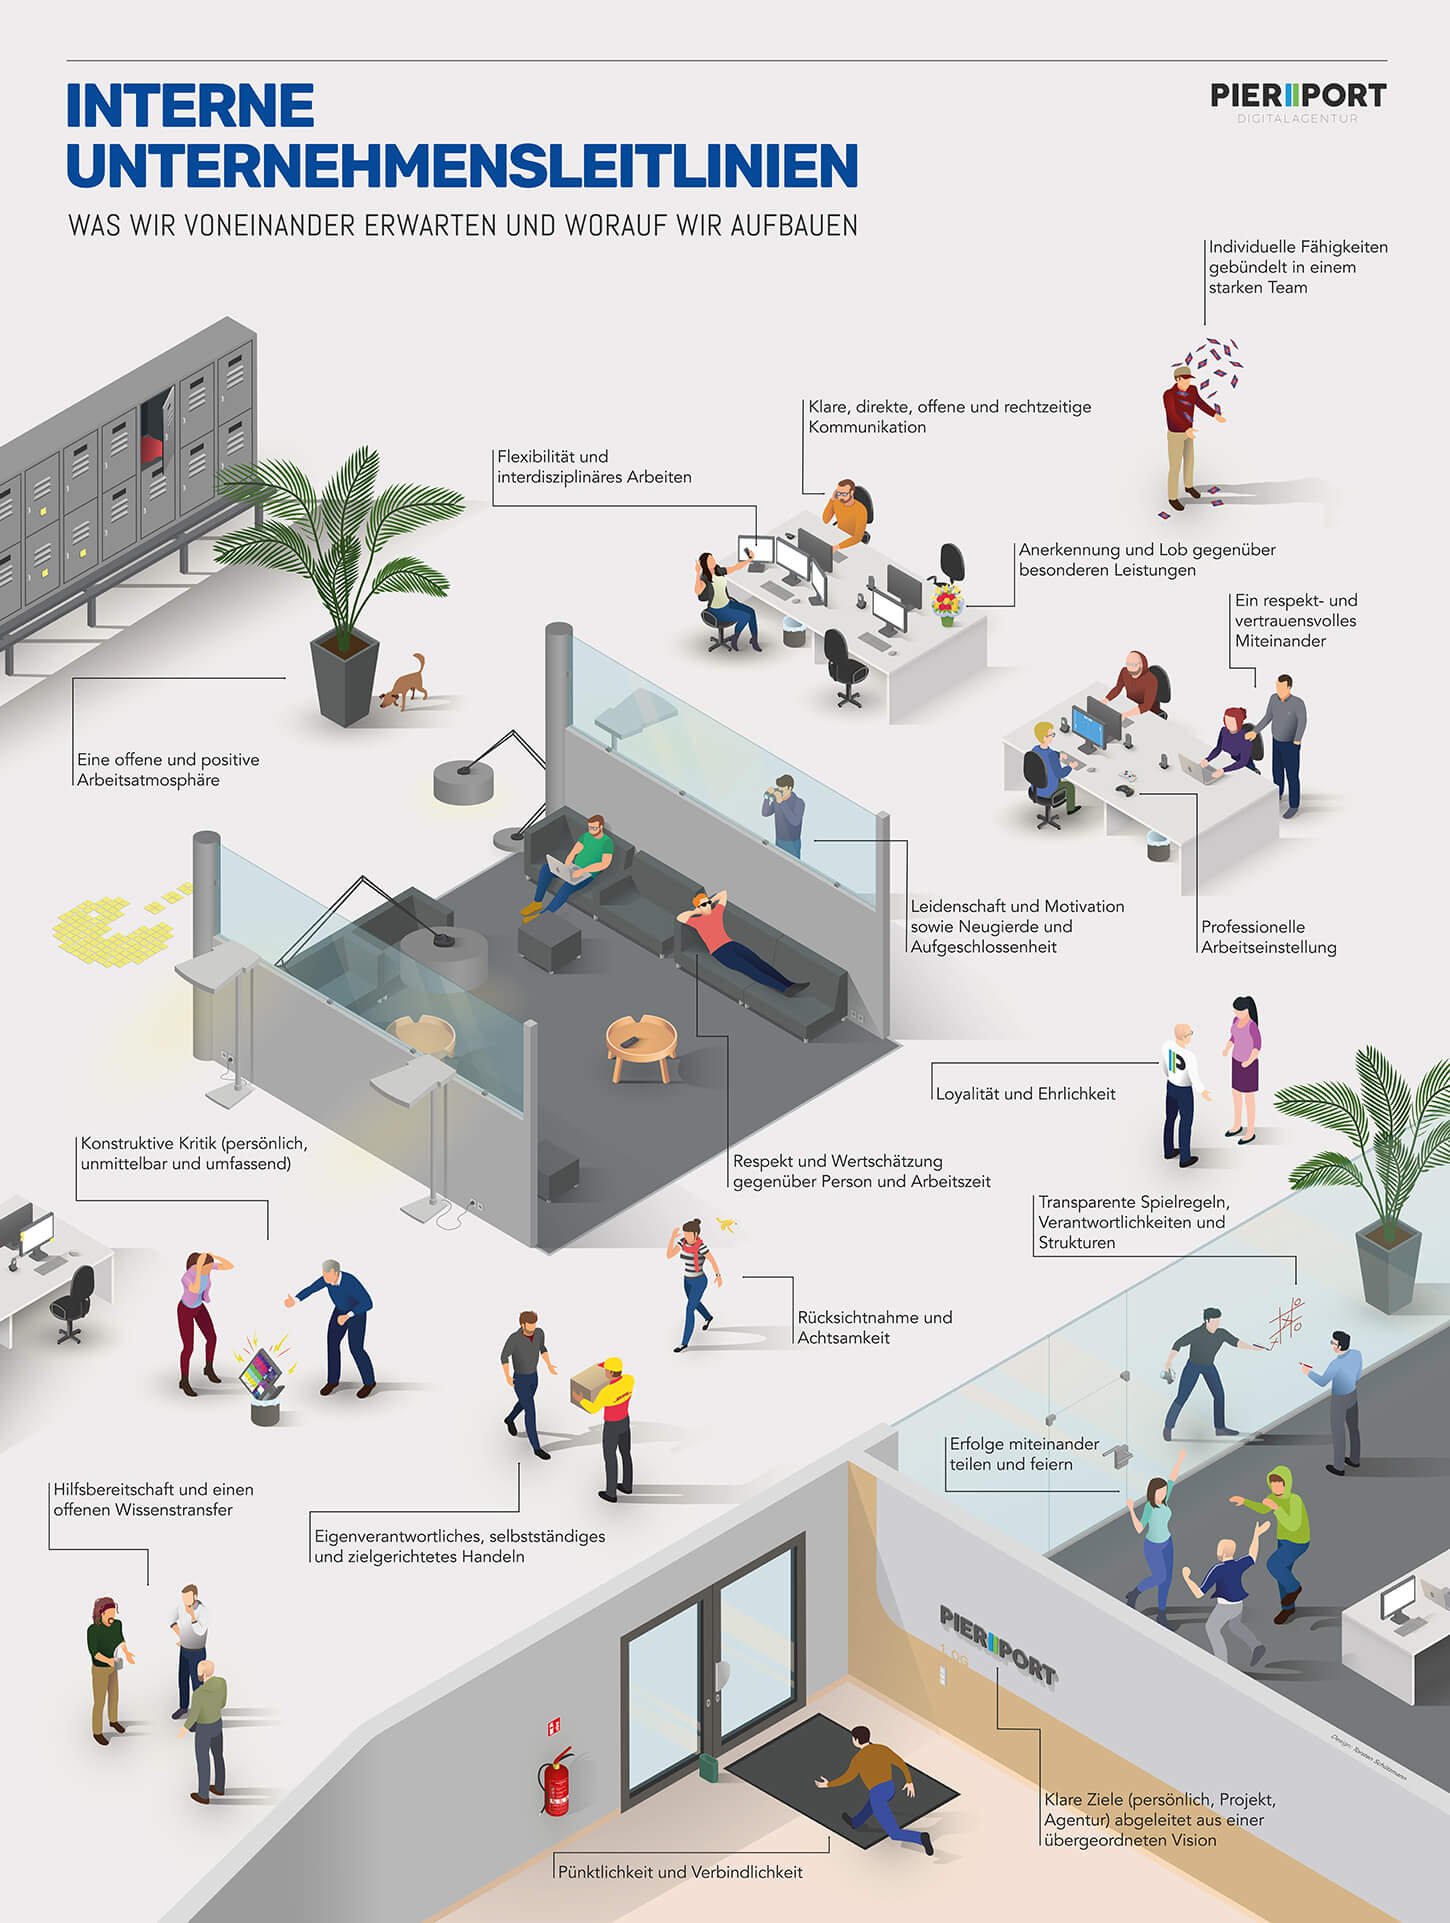 INTERNE
UNTERNEHMENSLEITLINIEN
WAS WIR VONEINANDER ERWARTEN UND WORAUF WIR AUFBAUEN
PIERPORT
DIGITALAGENTUR
Individuelle Fähigkeiten
gebündelt in einem
starken Team
Klare, direkte, offene und rechtzeitige
Kommunikation
Flexibilität und
interdisziplinäres Arbeiten
Anerkennung und Lob gegenüber
besonderen Leistungen
Ein respekt- und
vertrauensvolles
Miteinander
Eine offene und positive
Arbeitsatmosphäre
Leidenschaft und Motivation
sowie Neugierde und
Aufgeschlossenheit
Professionelle
Arbeitseinstellung
Loyalität und Ehrlichkeit
Konstruktive Kritik (persönlich,
unmittelbar und umfassend)
Respekt und Wertschätzung
gegenüber Person und Arbeitszeit
Transparente Spielregeln,
Verantwortlichkeiten und
Strukturen
Rücksichtnahme und
Achtsamkeit
Erfolge miteinander
teilen und feiern
Hilfsbereitschaft und einen
offenen Wissenstransfer
Eigenverantwortliches, selbstständiges
und zielgerichtetes Handeln
PIERPORT
1. OG
Design: Torsten Schützmann
Klare Ziele (persönlich, Projekt,
Agentur) abgeleitet aus einer
übergeordneten Vision
Pünktlichkeit und Verbindlichkeit